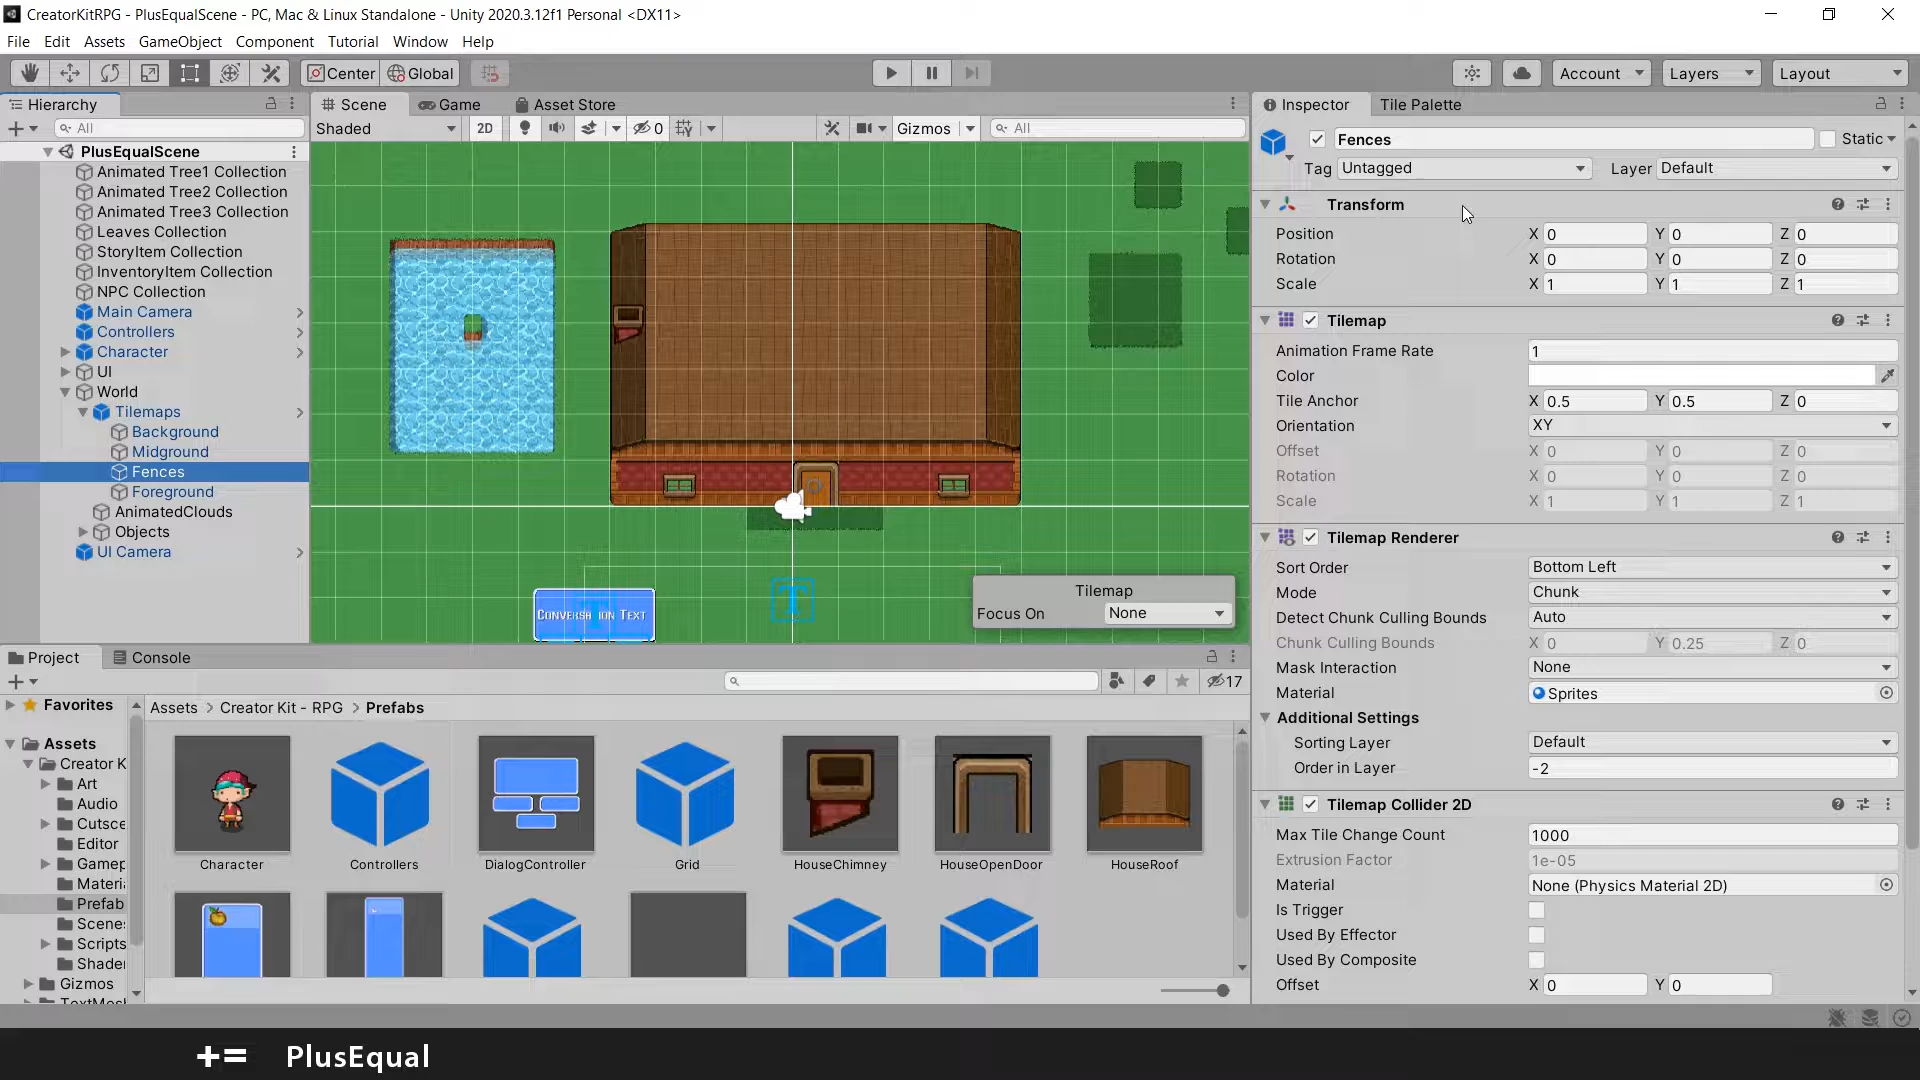 CreatorKitRPG - PlusEqualScene - PC, Mac & Linux Standalone - Unity 2020.3.12f1 Personal <DX11>
File Edit Assets GameObject Component Tutorial Window Help
Center Global Account Layers Layout
Hierarchy
All
PlusEqualScene
Animated Tree1 Collection
Animated Tree2 Collection
Animated Tree3 Collection
Leaves Collection
StoryItem Collection
InventoryItem Collection
NPC Collection
Main Camera
Controllers
Character
UI
World
Tilemaps
Background
Midground
Fences
Foreground
AnimatedClouds
Objects
UI Camera
Scene Game Asset Store
Shaded 2D 0 Gizmos All
Conversation Text
T
Tilemap
Focus On None
Inspector Tile Palette
Fences Static
Tag Untagged Layer Default
Transform
Position X 0 Y 0 Z 0
Rotation X 0 Y 0 Z 0
Scale X 1 Y 1 Z 1
Tilemap
Animation Frame Rate 1
Color
Tile Anchor X 0.5 Y 0.5 Z 0
Orientation XY
Offset X 0 Y 0 Z 0
Rotation X 0 Y 0 Z 0
Scale X 1 Y 1 Z 1
Tilemap Renderer
Sort Order Bottom Left
Mode Chunk
Detect Chunk Culling Bounds Auto
Chunk Culling Bounds X 0 Y 0.25 Z 0
Mask Interaction None
Material Sprites
Additional Settings
Sorting Layer Default
Order in Layer -2
Tilemap Collider 2D
Max Tile Change Count 1000
Extrusion Factor 1e-05
Material None (Physics Material 2D)
Is Trigger
Used By Effector
Used By Composite
Offset X 0 Y 0
Project Console
17
Favorites
Assets
Creator K
Art
Audio
Cutsce
Editor
Gamep
Materia
Prefab
Scene
Scripts
Shader
Gizmos
TextMesh
Assets > Creator Kit - RPG > Prefabs
Character Controllers DialogController Grid HouseChimney HouseOpenDoor HouseRoof
+= PlusEqual